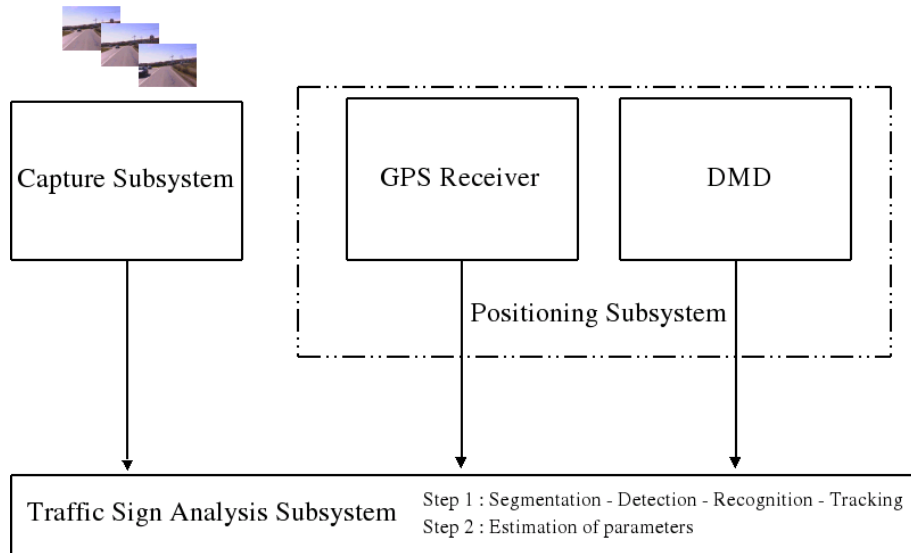 Capture Subsystem
GPS Receiver
DMD
Positioning Subsystem
Traffic Sign Analysis Subsystem
Step 1 : Segmentation - Detection - Recognition - Tracking
Step 2 : Estimation of parameters